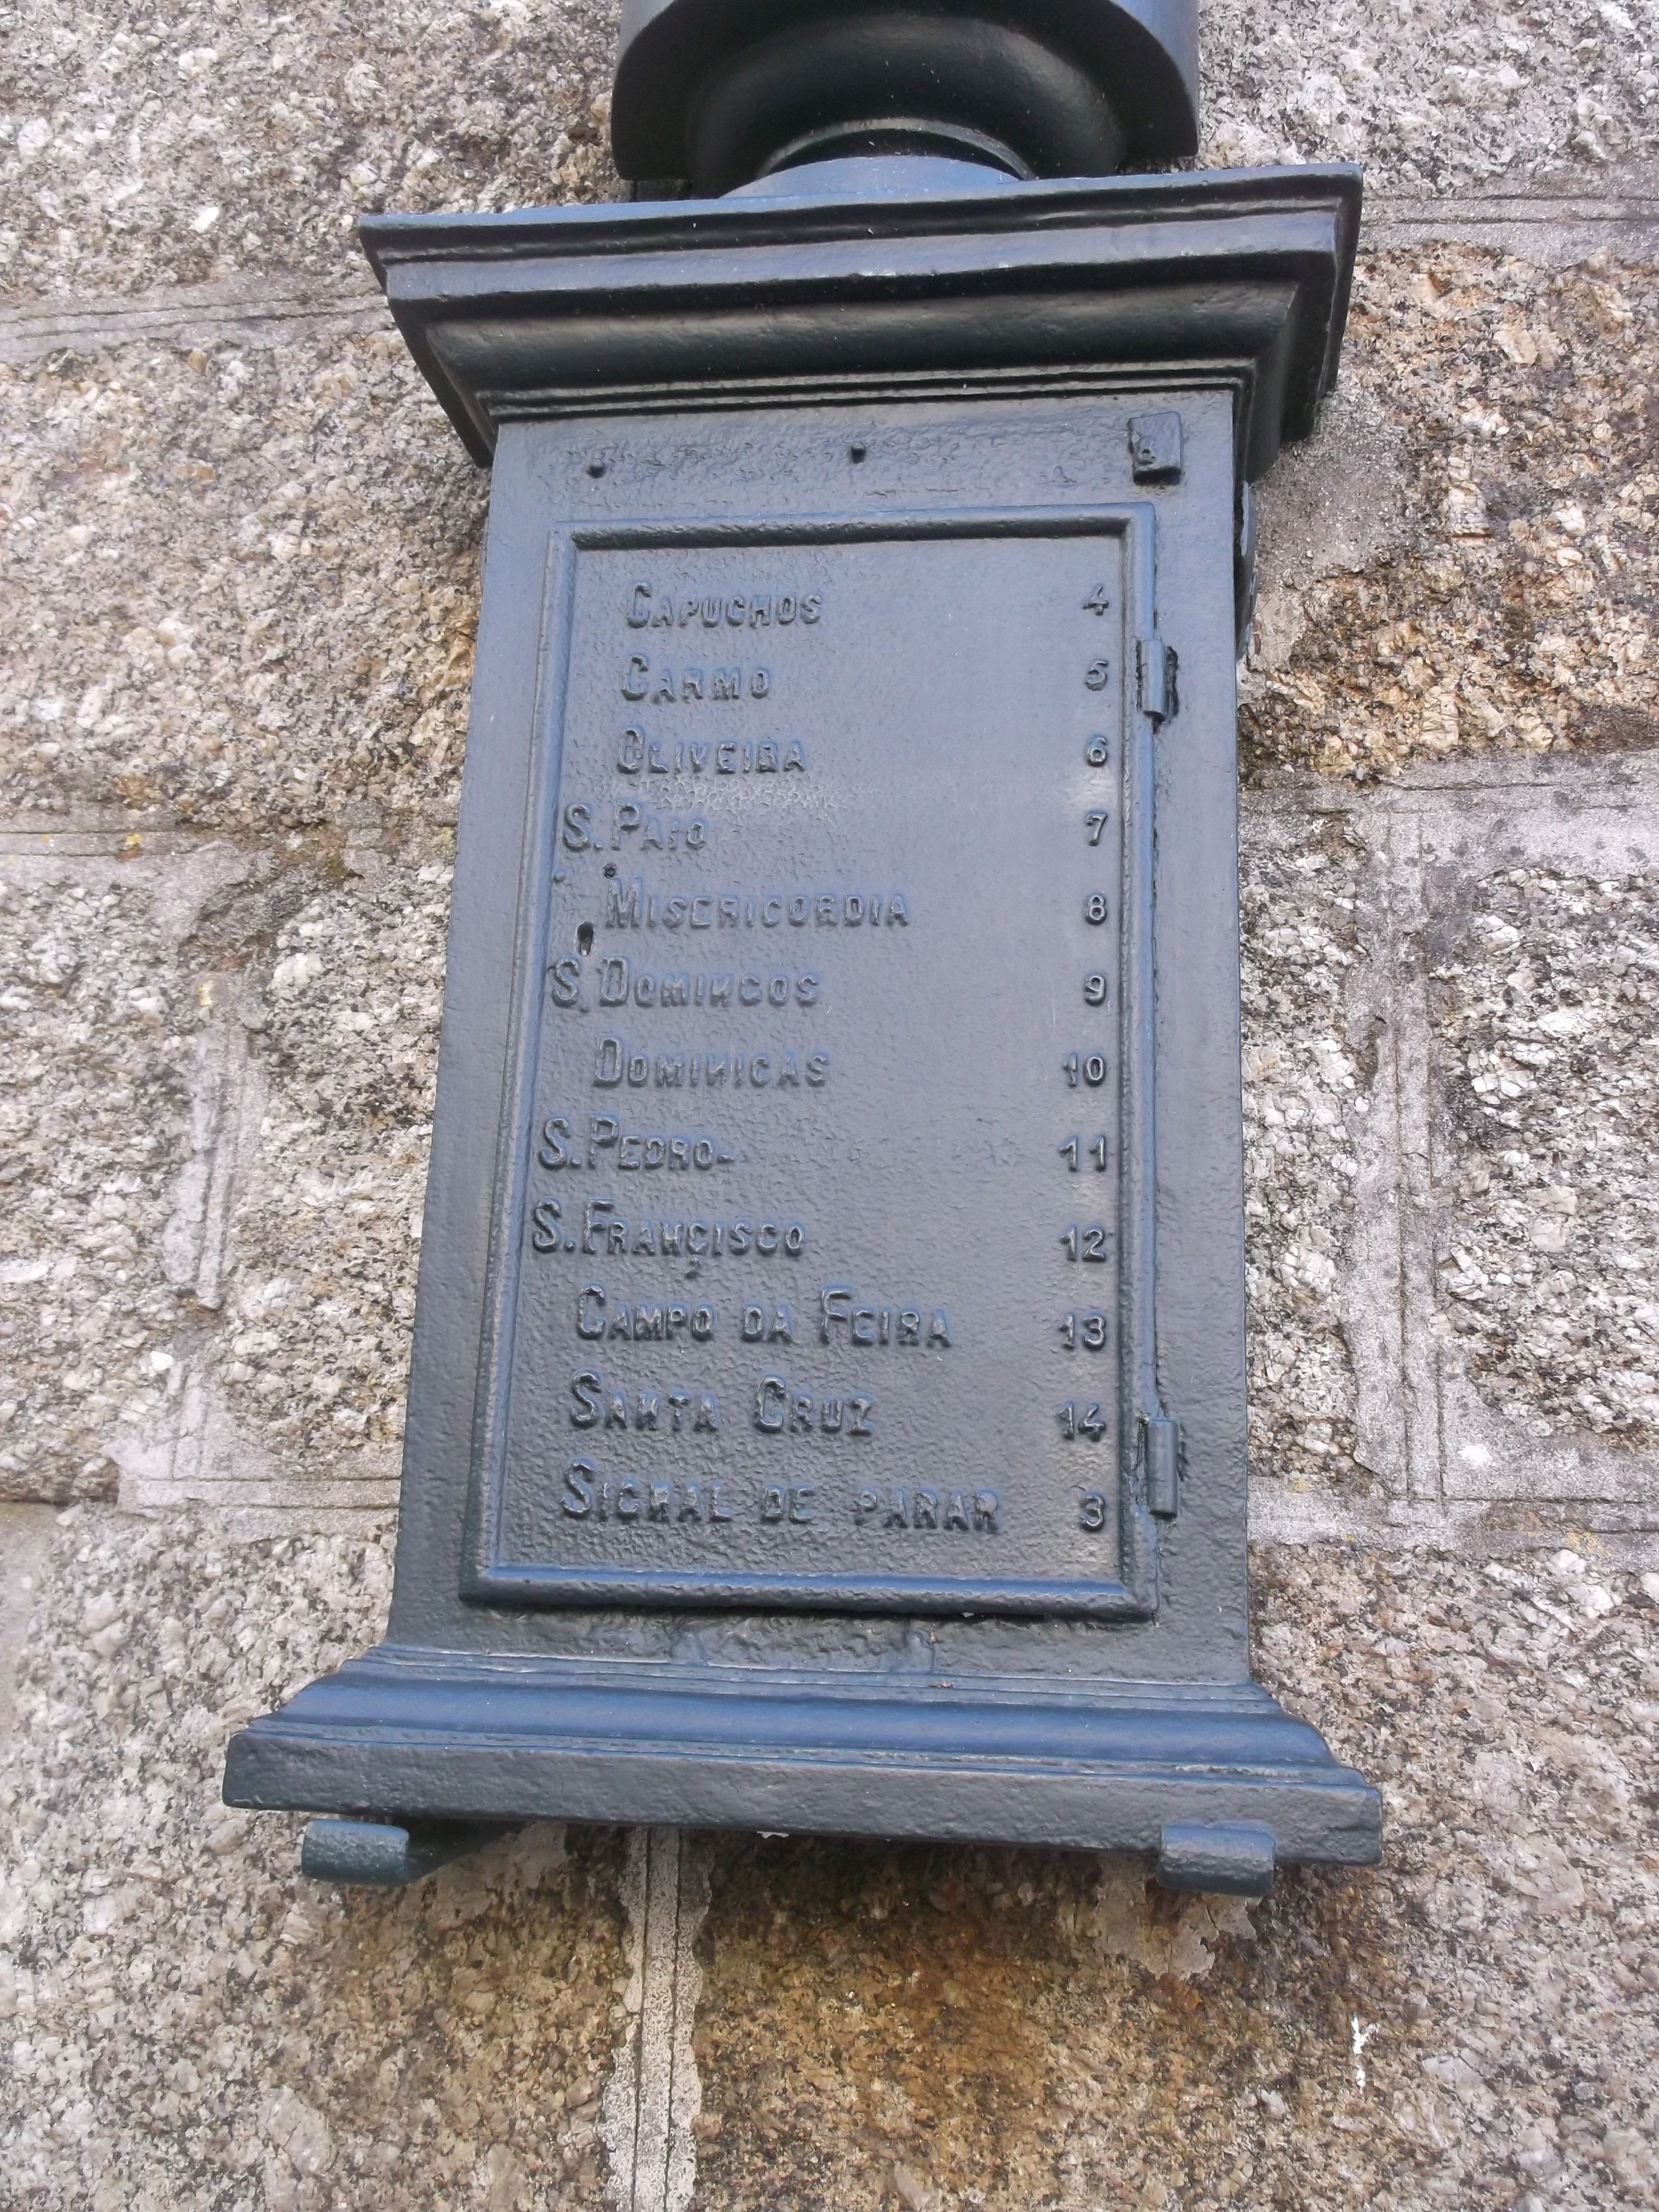 CAPUCHOS 4
CARMO 5
OLIVEIRA 6
S. PAIO 7
MISERICORDIA 8
S. DOMINGOS 9
DOMINICAS 10
S. PEDRO- 11
S. FRANÇISCO 12
CAMPO DA FEIRA 13
SANTA CRUZ 14
SIGNAL DE PARAR 3